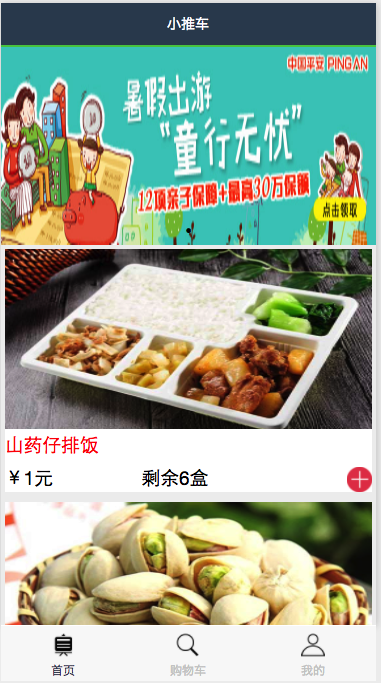 小推车
中国平安 PING AN
暑假出游
“童行无忧”
12项亲子保障+最高30万保额
点击领取
山药仔排饭
￥1元 剩余6盒
首页 购物车 我的